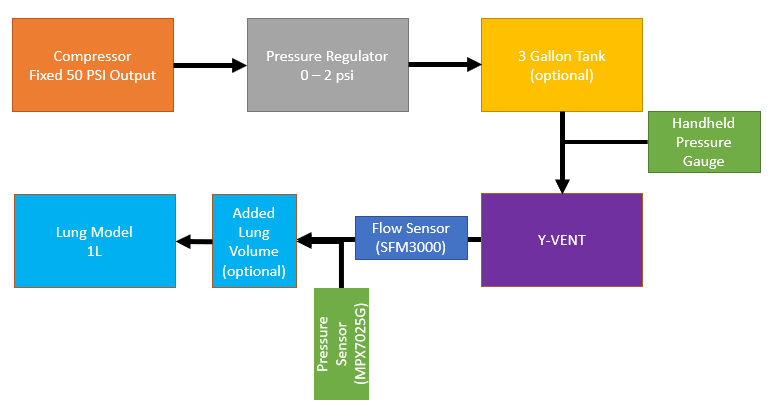 Compressor
Fixed 50 PSI Output
Pressure Regulator
0 – 2 psi
3 Gallon Tank
(optional)
Handheld
Pressure
Gauge
Lung Model
1L
Added
Lung
Volume
(optional)
Flow Sensor
(SFM3000)
Y-VENT
Pressure
Sensor
(MPX7025G)